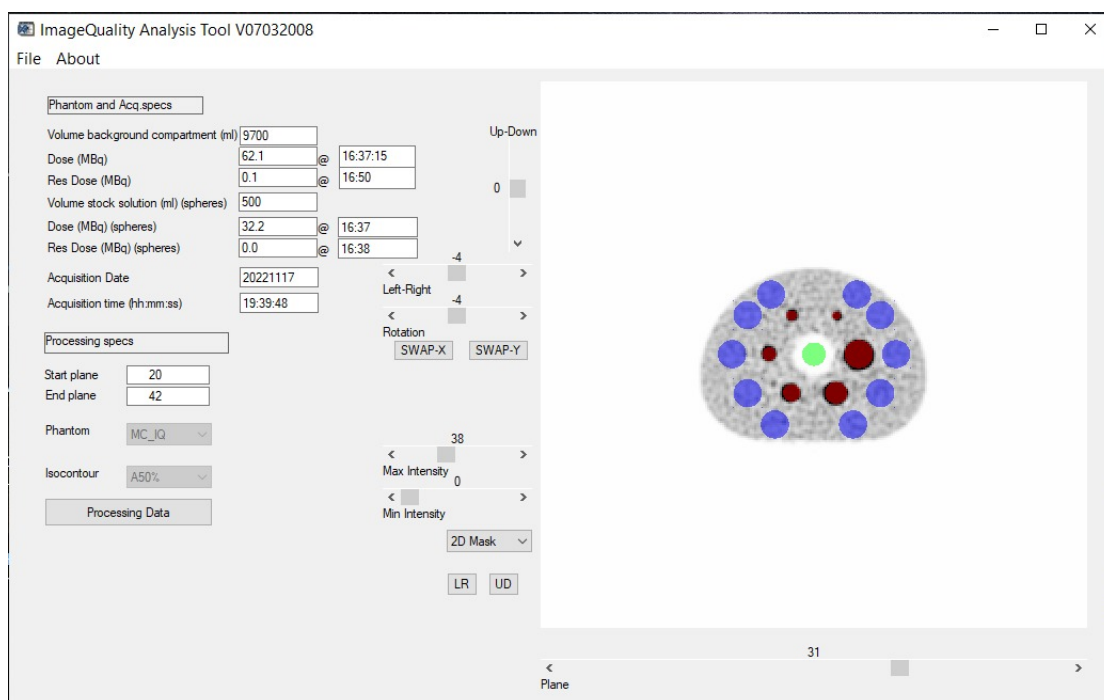 ImageQuality Analysis Tool V07032008
File About
Phantom and Acq.specs
Volume background compartment (ml) 9700
Dose (MBq) 62.1 @ 16:37:15
Res Dose (MBq) 0.1 @ 16:50
Volume stock solution (ml) (spheres) 500
Dose (MBq) (spheres) 32.2 @ 16:37
Res Dose (MBq) (spheres) 0.0 @ 16:38
Acquisition Date 20221117
Acquisition time (hh:mm:ss) 19:39:48
Processing specs
Start plane 20
End plane 42
Phantom MC_IQ
Isocontour A50%
Processing Data
Up-Down
0
-4
Left-Right
-4
Rotation
SWAP-X SWAP-Y
38
Max Intensity
0
Min Intensity
2D Mask
LR UD
31
Plane